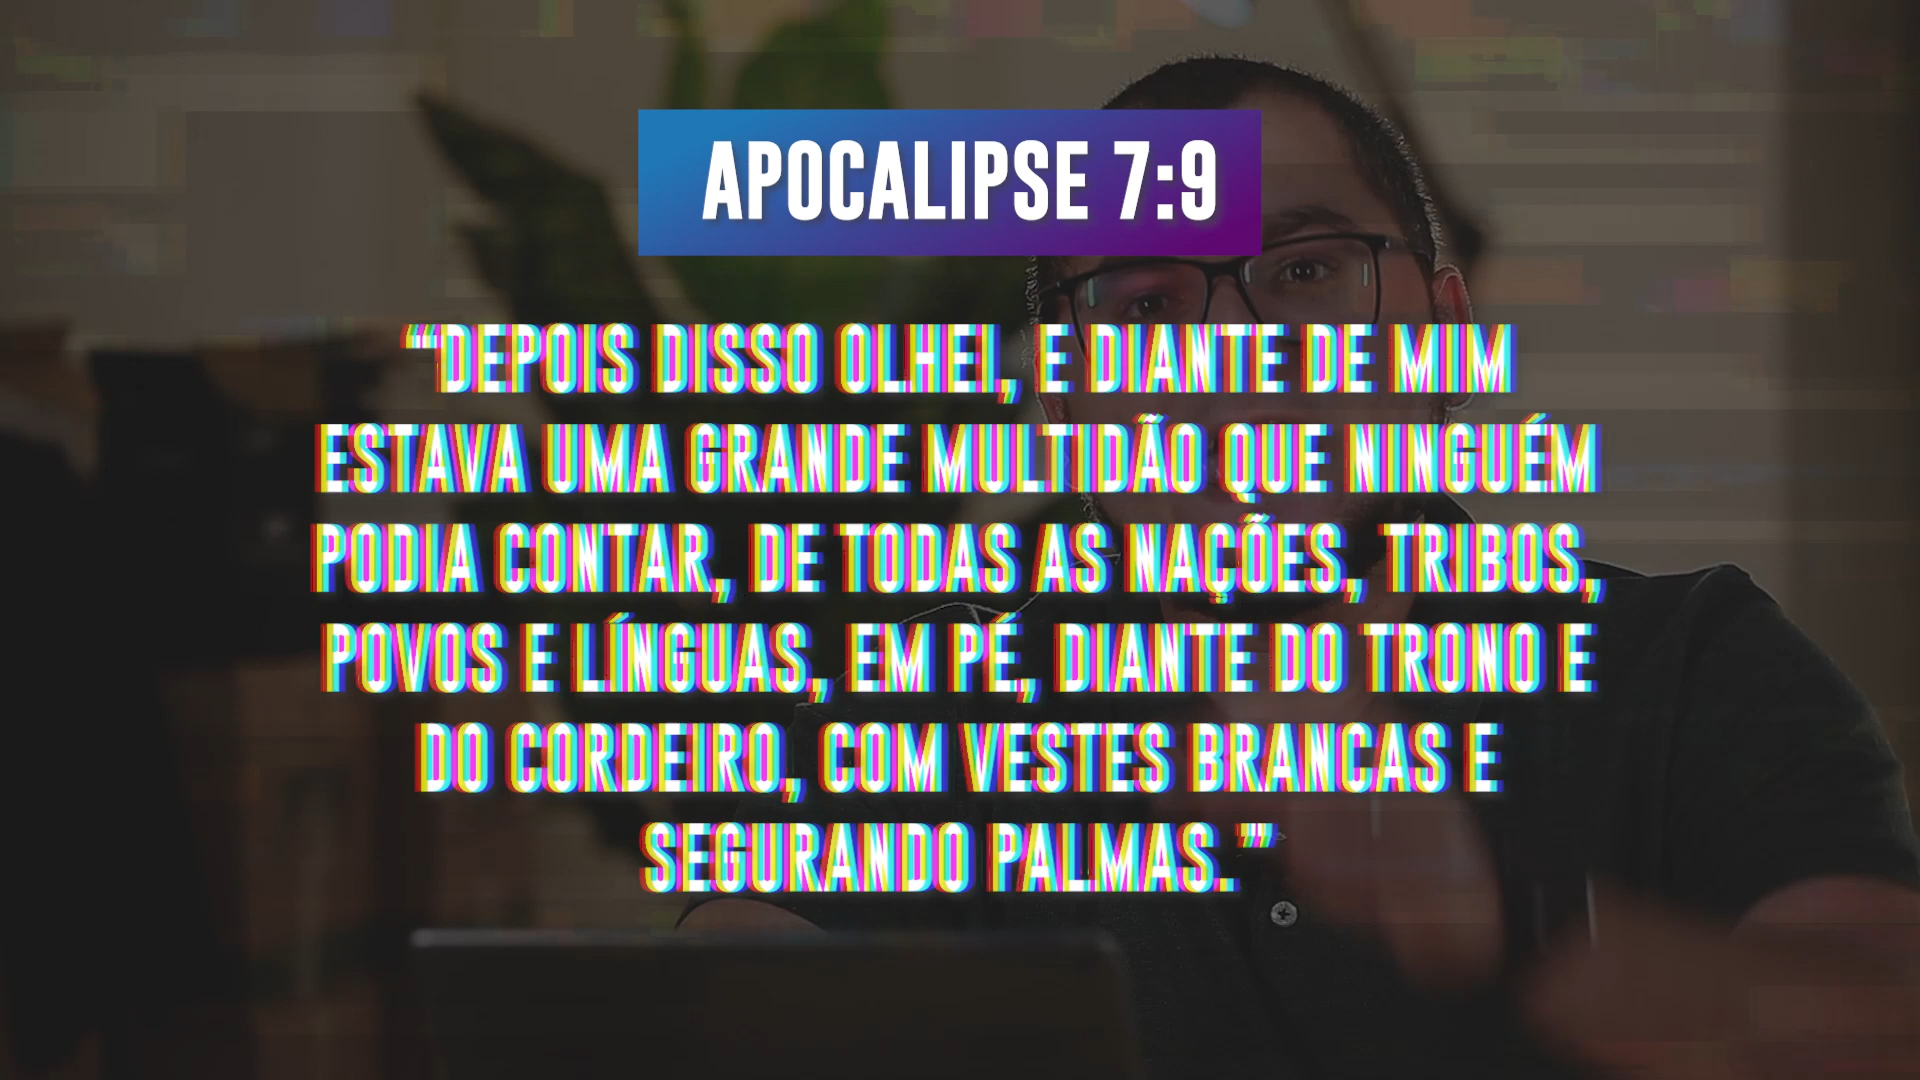 APOCALIPSE 7:9
"DEPOIS DISSO OLHEI, E DIANTE DE MIM
ESTAVA UMA GRANDE MULTIDÃO QUE NINGUÉM
PODIA CONTAR, DE TODAS AS NAÇÕES, TRIBOS,
POVOS E LÍNGUAS, EM PÉ, DIANTE DO TRONO E
DO CORDEIRO, COM VESTES BRANCAS E
SEGURANDO PALMAS."